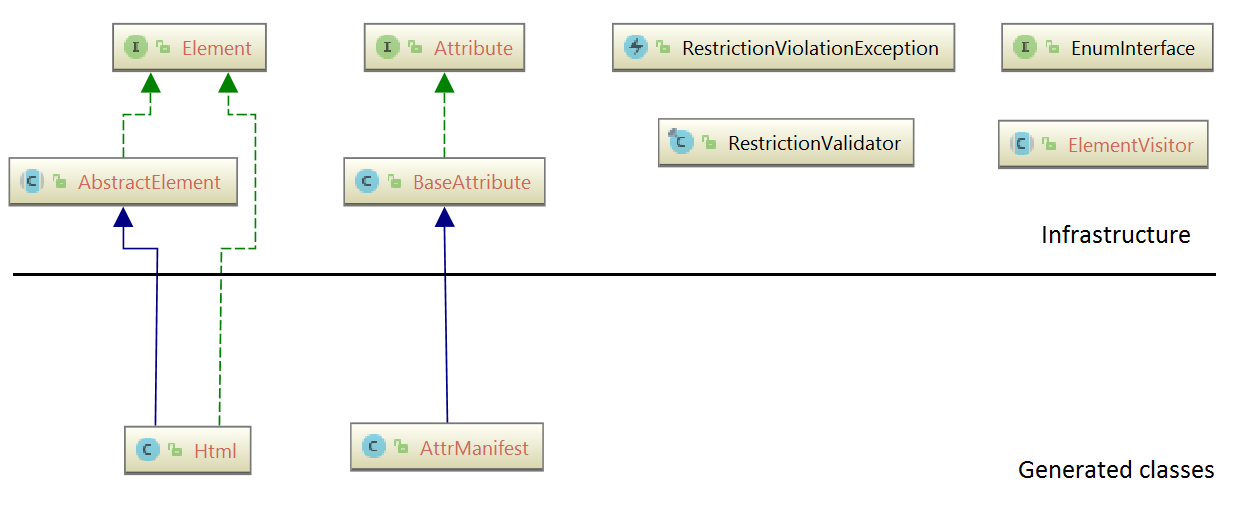 I Element
I Attribute
RestrictionViolationException
I EnumInterface
C RestrictionValidator
C ElementVisitor
C AbstractElement
C BaseAttribute
Infrastructure
C Html
C AttrManifest
Generated classes